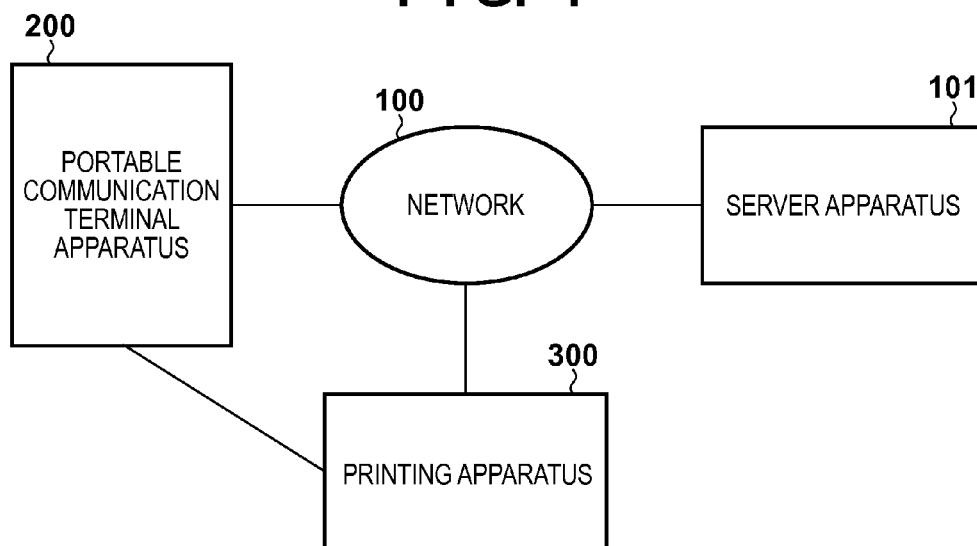 200
100
101
PORTABLE
COMMUNICATION
TERMINAL
APPARATUS
NETWORK
SERVER APPARATUS
300
PRINTING APPARATUS